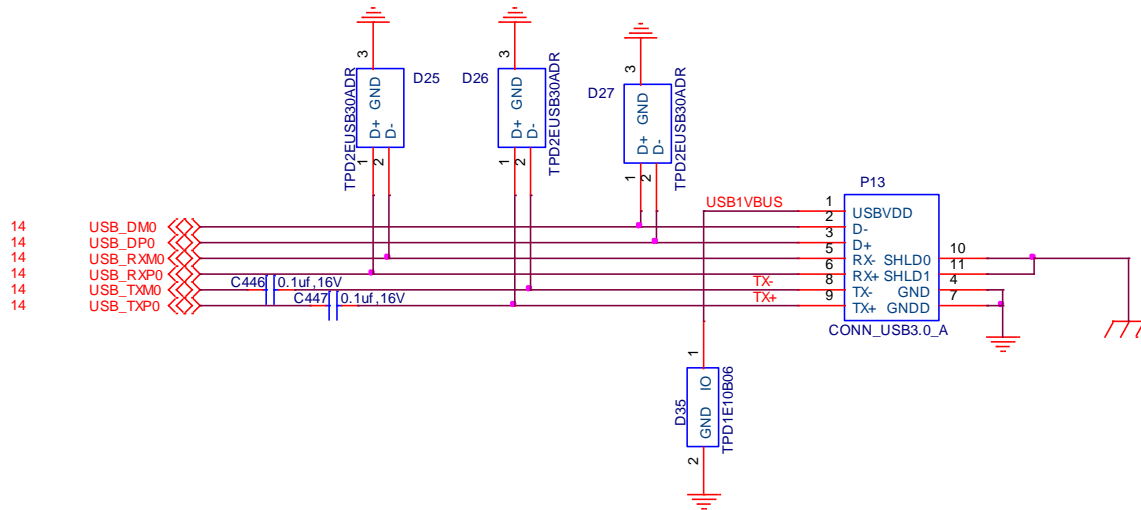 3
GND
D+
D-
1
2
D25
TPD2EUSB30ADR
3
GND
D+
D-
1
2
D26
TPD2EUSB30ADR
3
GND
D+
D-
1
2
D27
TPD2EUSB30ADR
P13
USB1VBUS
1
USBVDD
14
USB_DM0
2
D-
14
USB_DP0
3
D+
14
USB_RXM0
5
RX-
SHLD0
10
14
USB_RXP0
6
RX+
SHLD1
11
14
USB_TXM0
C446
0.1uf,16V
TX-
8
TX-
GND
4
14
USB_TXP0
C447
0.1uf,16V
TX+
9
TX+
GNDD
7
CONN_USB3.0_A
1
IO
GND
D35
TPD1E10B06
2